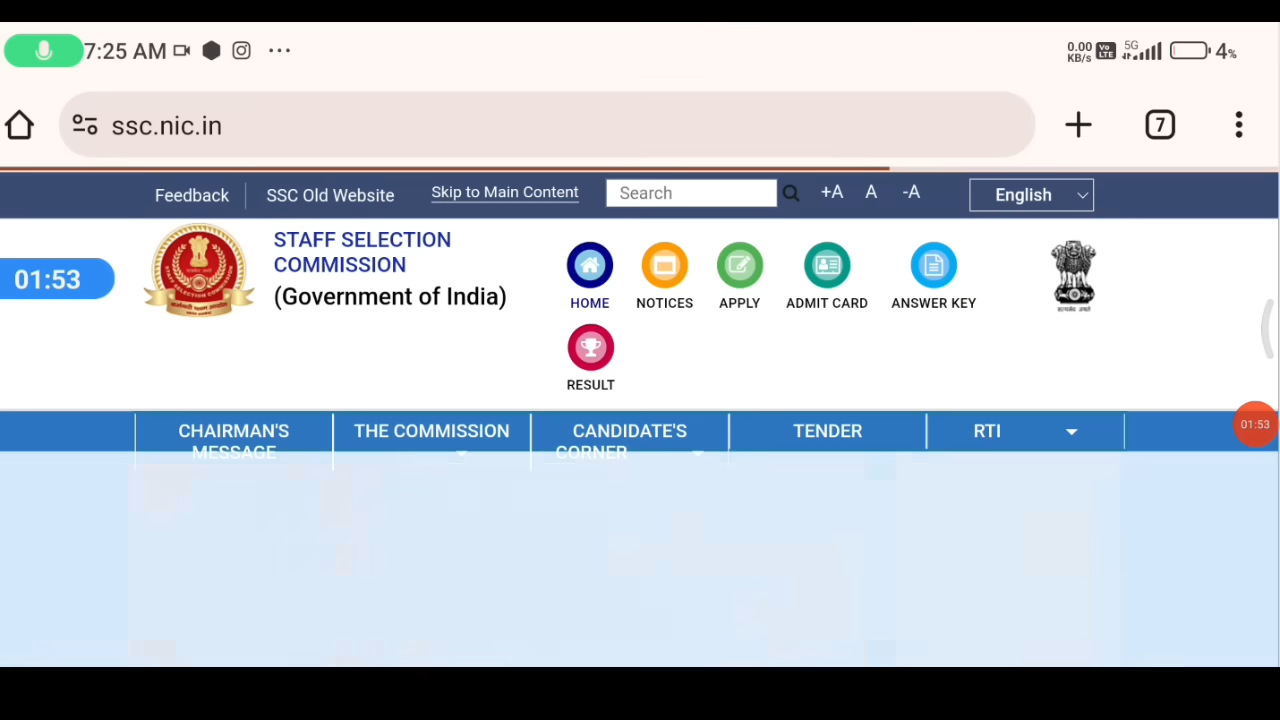 7:25 AM ...
0.00 KB/s Vo LTE 5G 4%
ssc.nic.in
7
Feedback SSC Old Website Skip to Main Content Search +A A -A English
STAFF SELECTION
COMMISSION
(Government of India)
HOME NOTICES APPLY ADMIT CARD ANSWER KEY
RESULT
01:53
CHAIRMAN'S
MESSAGE
THE COMMISSION
CANDIDATE'S
CORNER
TENDER
RTI
01:53